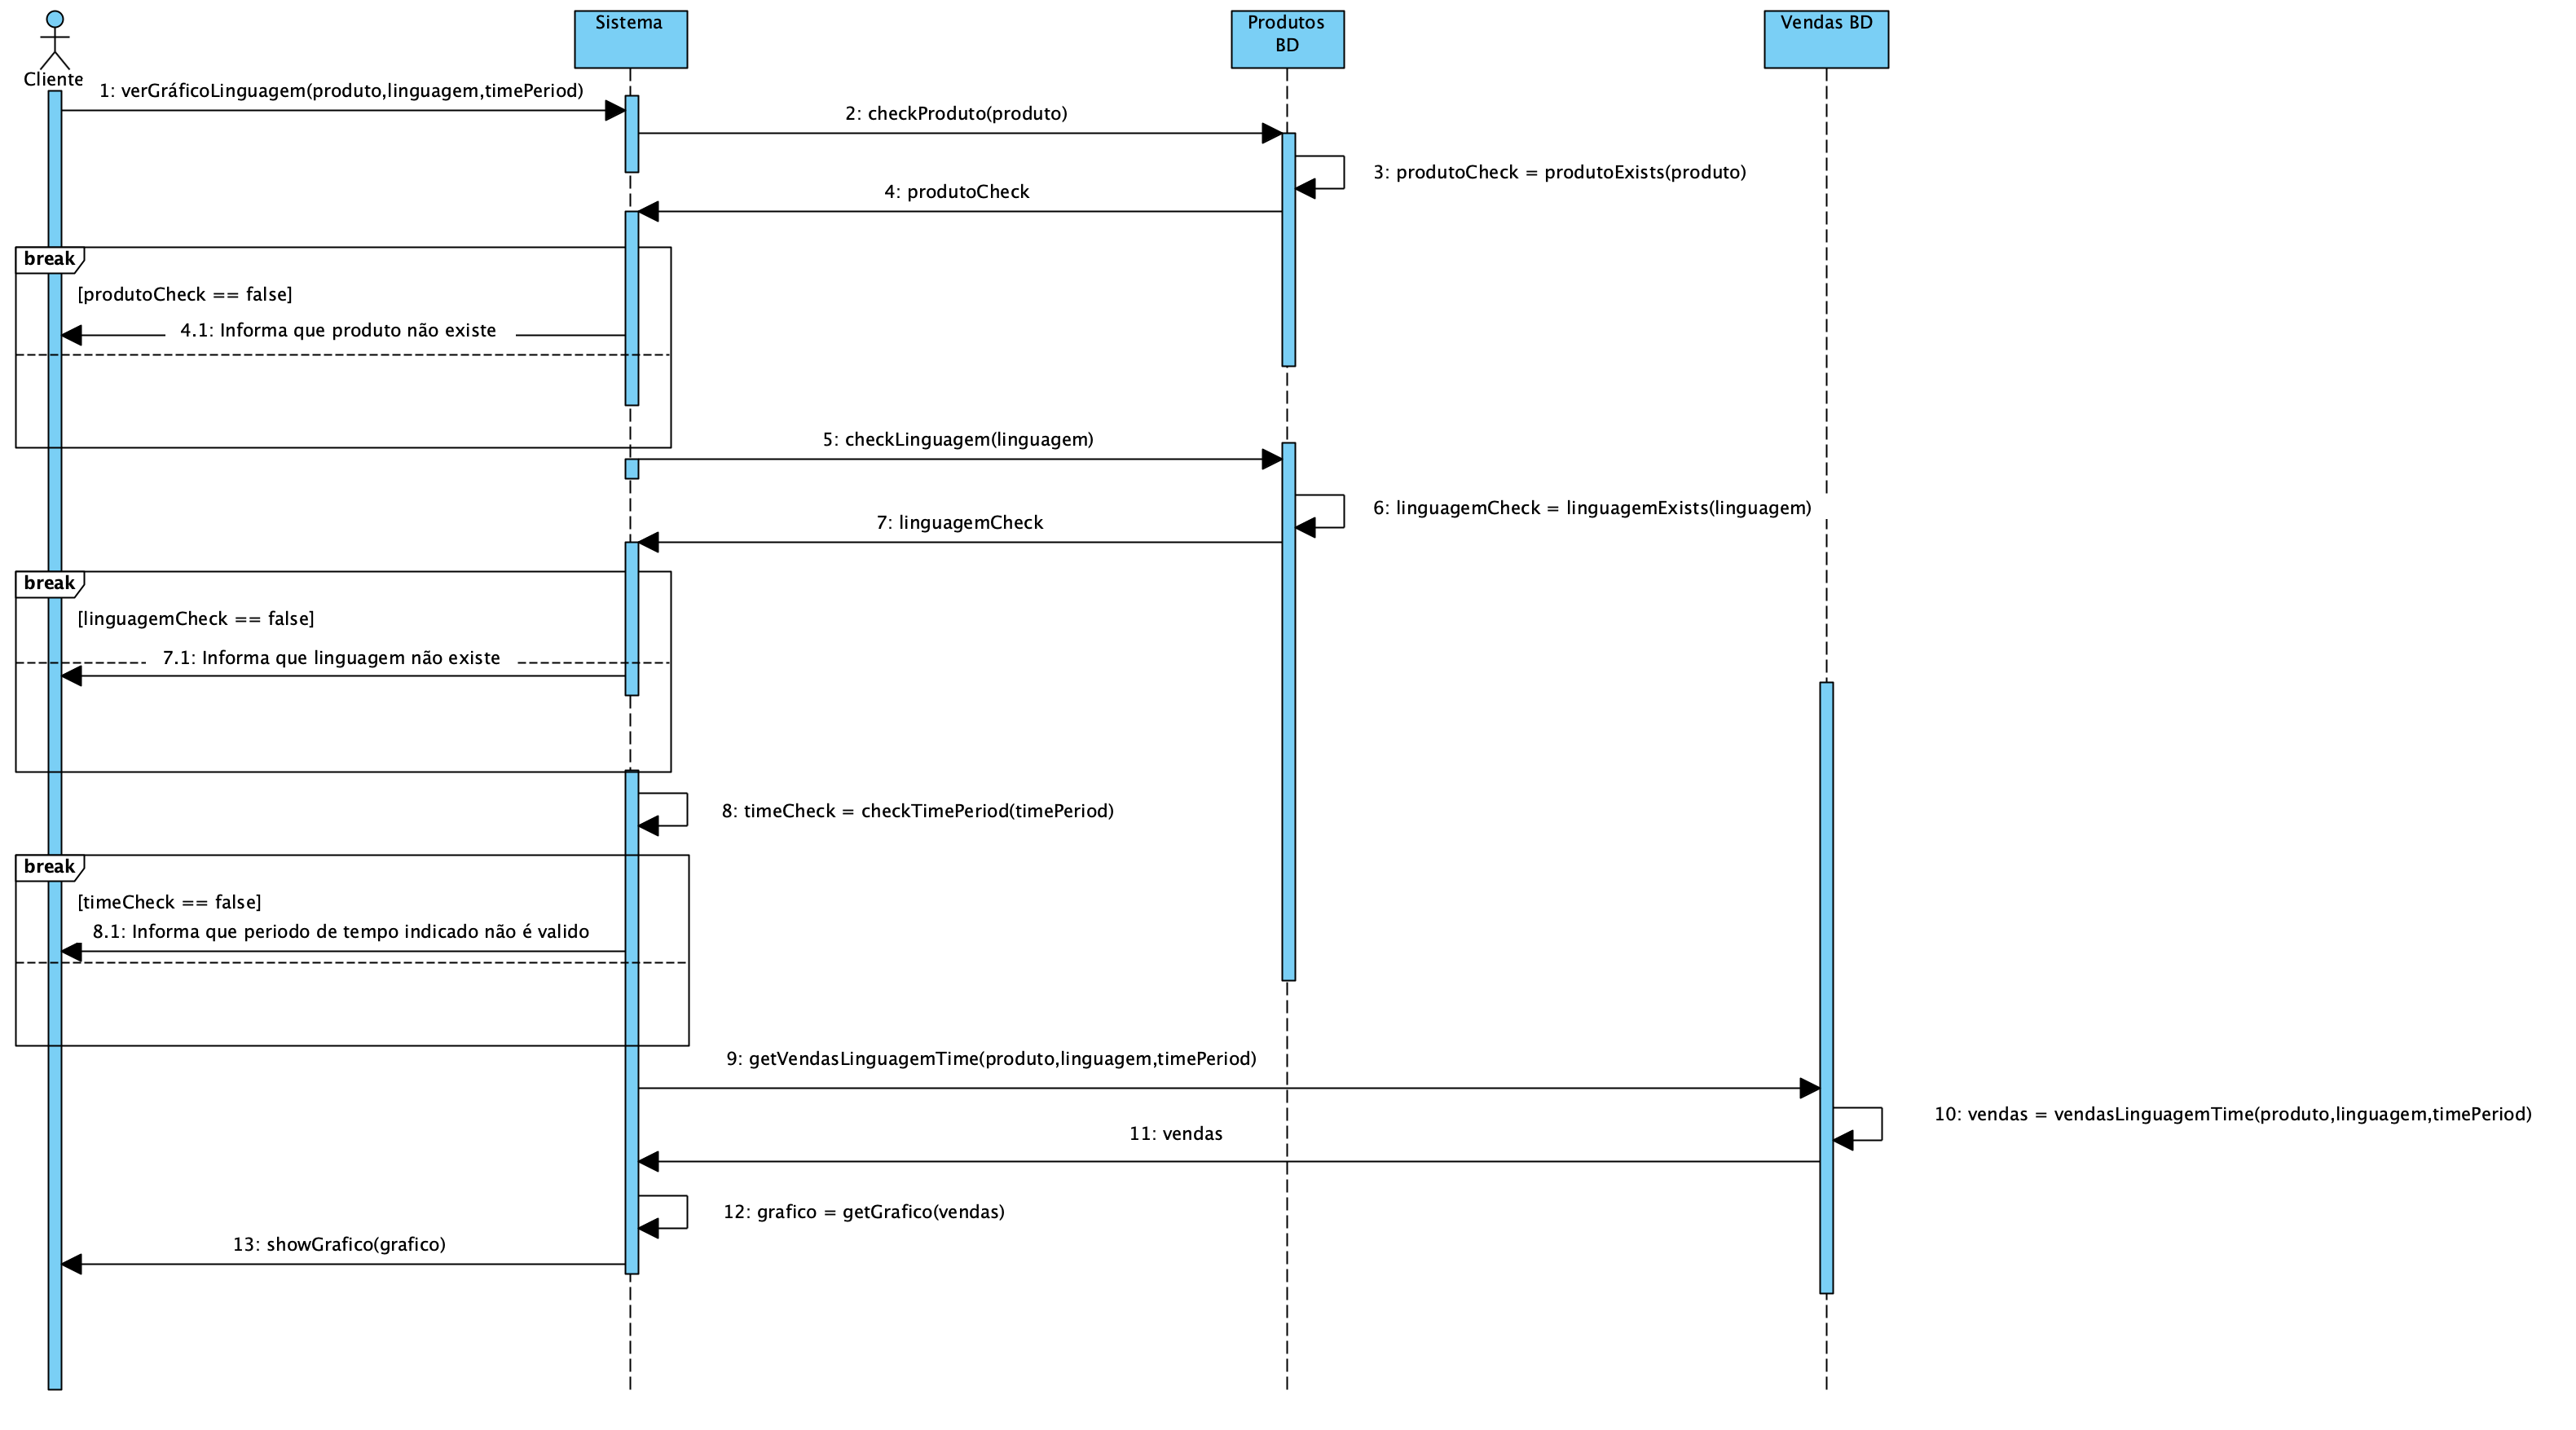 Cliente
Sistema
Produtos
BD
Vendas BD
1: verGráficoLinguagem(produto,linguagem,timePeriod)
2: checkProduto(produto)
3: produtoCheck = produtoExists(produto)
4: produtoCheck
break
[produtoCheck == false]
4.1: Informa que produto não existe
5: checkLinguagem(linguagem)
6: linguagemCheck = linguagemExists(linguagem)
7: linguagemCheck
break
[linguagemCheck == false]
7.1: Informa que linguagem não existe
8: timeCheck = checkTimePeriod(timePeriod)
break
[timeCheck == false]
8.1: Informa que periodo de tempo indicado não é valido
9: getVendasLinguagemTime(produto,linguagem,timePeriod)
10: vendas = vendasLinguagemTime(produto,linguagem,timePeriod)
11: vendas
12: grafico = getGrafico(vendas)
13: showGrafico(grafico)